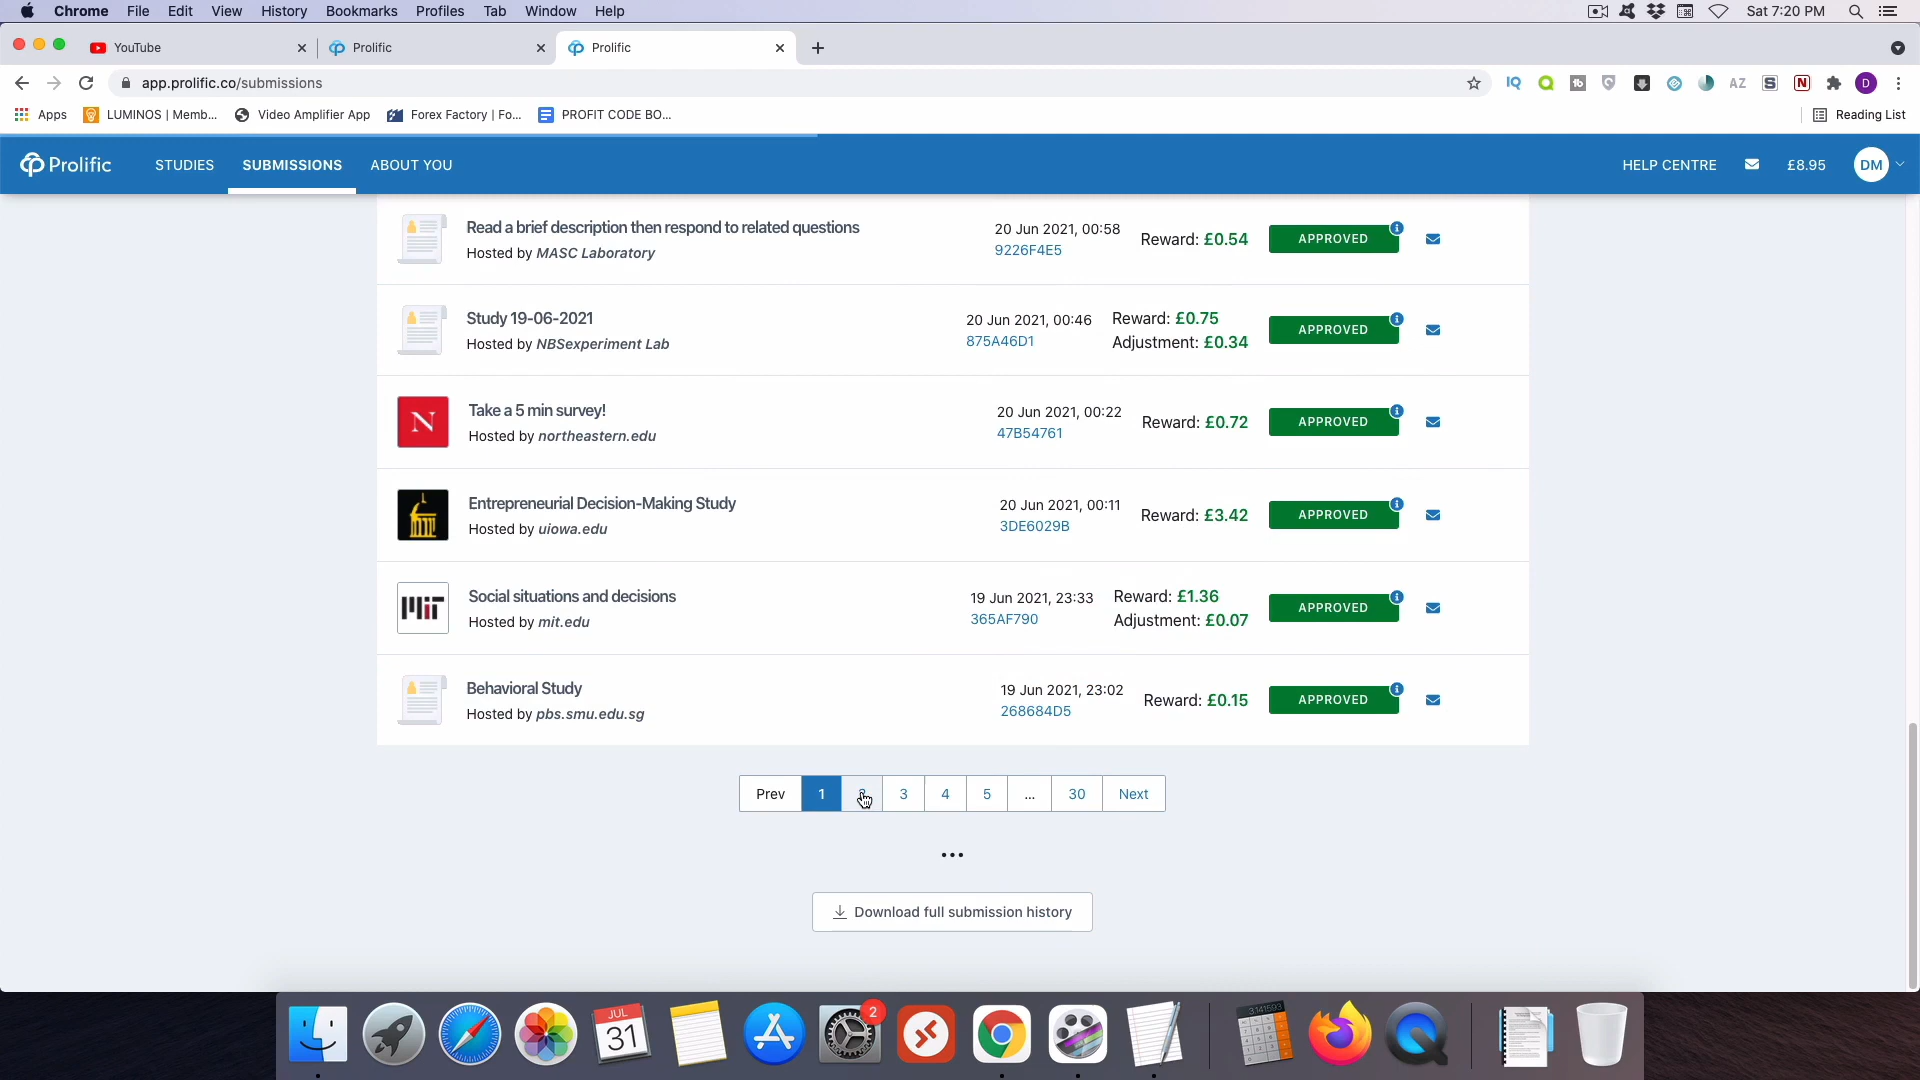 Chrome File Edit View History Bookmarks Profiles Tab Window Help Sat 7:20 PM
YouTube Prolific Prolific
app.prolific.co/submissions
Apps LUMINOS | Memb... Video Amplifier App Forex Factory | Fo... PROFIT CODE BO... Reading List
Prolific STUDIES SUBMISSIONS ABOUT YOU HELP CENTRE £8.95 DM
Read a brief description then respond to related questions
Hosted by MASC Laboratory
20 Jun 2021, 00:58
9226F4E5
Reward: £0.54
APPROVED
Study 19-06-2021
Hosted by NBSexperiment Lab
20 Jun 2021, 00:46
875A46D1
Reward: £0.75
Adjustment: £0.34
APPROVED
N
Take a 5 min survey!
Hosted by northeastern.edu
20 Jun 2021, 00:22
47B54761
Reward: £0.72
APPROVED
Entrepreneurial Decision-Making Study
Hosted by uiowa.edu
20 Jun 2021, 00:11
3DE6029B
Reward: £3.42
APPROVED
MIT
Social situations and decisions
Hosted by mit.edu
19 Jun 2021, 23:33
365AF790
Reward: £1.36
Adjustment: £0.07
APPROVED
Behavioral Study
Hosted by pbs.smu.edu.sg
19 Jun 2021, 23:02
268684D5
Reward: £0.15
APPROVED
Prev 1 3 4 5 ... 30 Next
Download full submission history
JUL
31
2